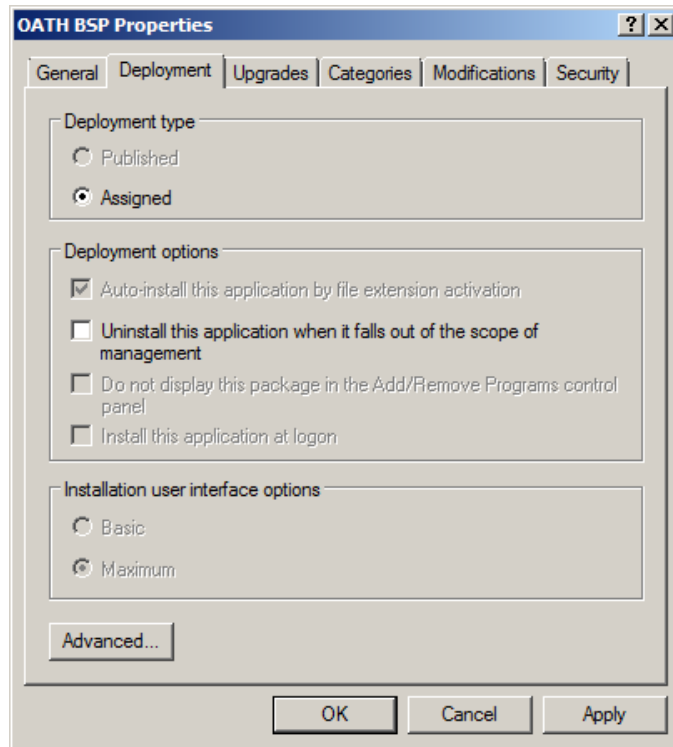 OATH BSP Properties
General Deployment Upgrades Categories Modifications Security
Deployment type
Published
Assigned
Deployment options
Auto-install this application by file extension activation
Uninstall this application when it falls out of the scope of
management
Do not display this package in the Add/Remove Programs control
panel
Install this application at logon
Installation user interface options
Basic
Maximum
Advanced...
OK Cancel Apply